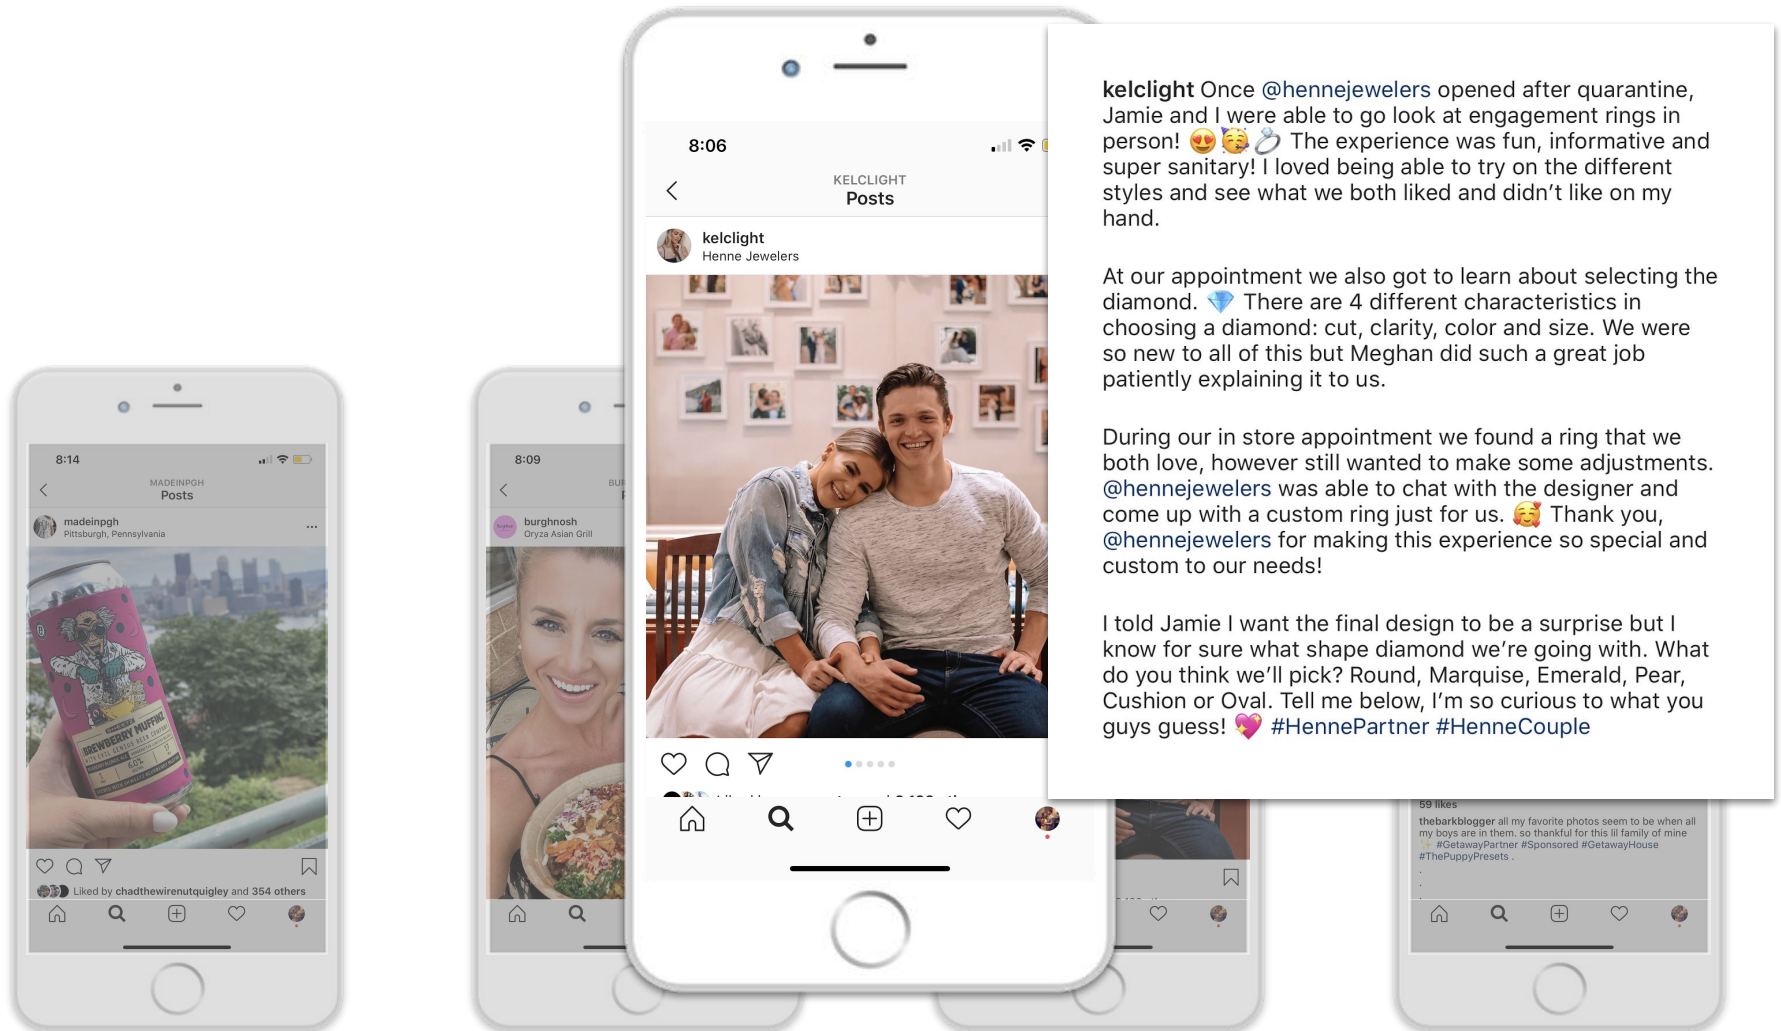 8:06
KELCLIGHT
Posts
kelclight
Henne Jewelers
kelclight Once @hennejewelers opened after quarantine,
Jamie and I were able to go look at engagement rings in
person! 😍🥳💍 The experience was fun, informative and
super sanitary! I loved being able to try on the different
styles and see what we both liked and didn’t like on my
hand.
At our appointment we also got to learn about selecting the
diamond. 💎 There are 4 different characteristics in
choosing a diamond: cut, clarity, color and size. We were
so new to all of this but Meghan did such a great job
patiently explaining it to us.
During our in store appointment we found a ring that we
both love, however still wanted to make some adjustments.
@hennejewelers was able to chat with the designer and
come up with a custom ring just for us. 🥰 Thank you,
@hennejewelers for making this experience so special and
custom to our needs!
I told Jamie I want the final design to be a surprise but I
know for sure what shape diamond we’re going with. What
do you think we’ll pick? Round, Marquise, Emerald, Pear,
Cushion or Oval. Tell me below, I’m so curious to what you
guys guess! 💖 #HennePartner #HenneCouple
8:14
MADEINPGH
Posts
madeinpgh
Pittsburgh, Pennsylvania
BREWBERRY MUFFINZ
6.0%
Liked by chadthewirenutquigley and 354 others
8:09
burghnosh
Oryza Asian Grill
59 likes
thebarkblogger all my favorite photos seem to be when all
my boys are in them. so thankful for this lil family of mine
✨ #GetawayPartner #Sponsored #GetawayHouse
#ThePuppyPresets .
.
.